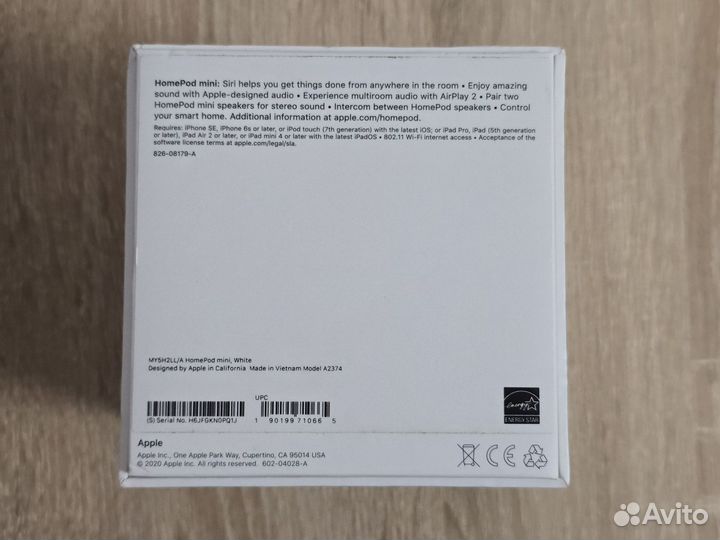 HomePod mini: Siri helps you get things done from anywhere in the room • Enjoy amazing
sound with Apple-designed audio • Experience multiroom audio with AirPlay 2 • Pair two
HomePod mini speakers for stereo sound • Intercom between HomePod speakers • Control
your smart home. Additional information at apple.com/homepod.
Requires: iPhone SE, iPhone 6s or later, or iPod touch (7th generation) with the latest iOS; or iPad Pro, iPad (5th generation
or later), iPad Air 2 or later, or iPad mini 4 or later with the latest iPadOS • 802.11 Wi-Fi internet access • Acceptance of the
software license terms at apple.com/legal/sla.
826-08179-A
MY5H2LL/A HomePod mini, White
Designed by Apple in California Made in Vietnam Model A2374
UPC
(S) Serial No. H6JFGKN0PQ1J
1 90199 71066 5
energy
ENERGY STAR
Apple
Apple Inc., One Apple Park Way, Cupertino, CA 95014 USA
© 2020 Apple Inc. All rights reserved. 602-04028-A
CE
Avito